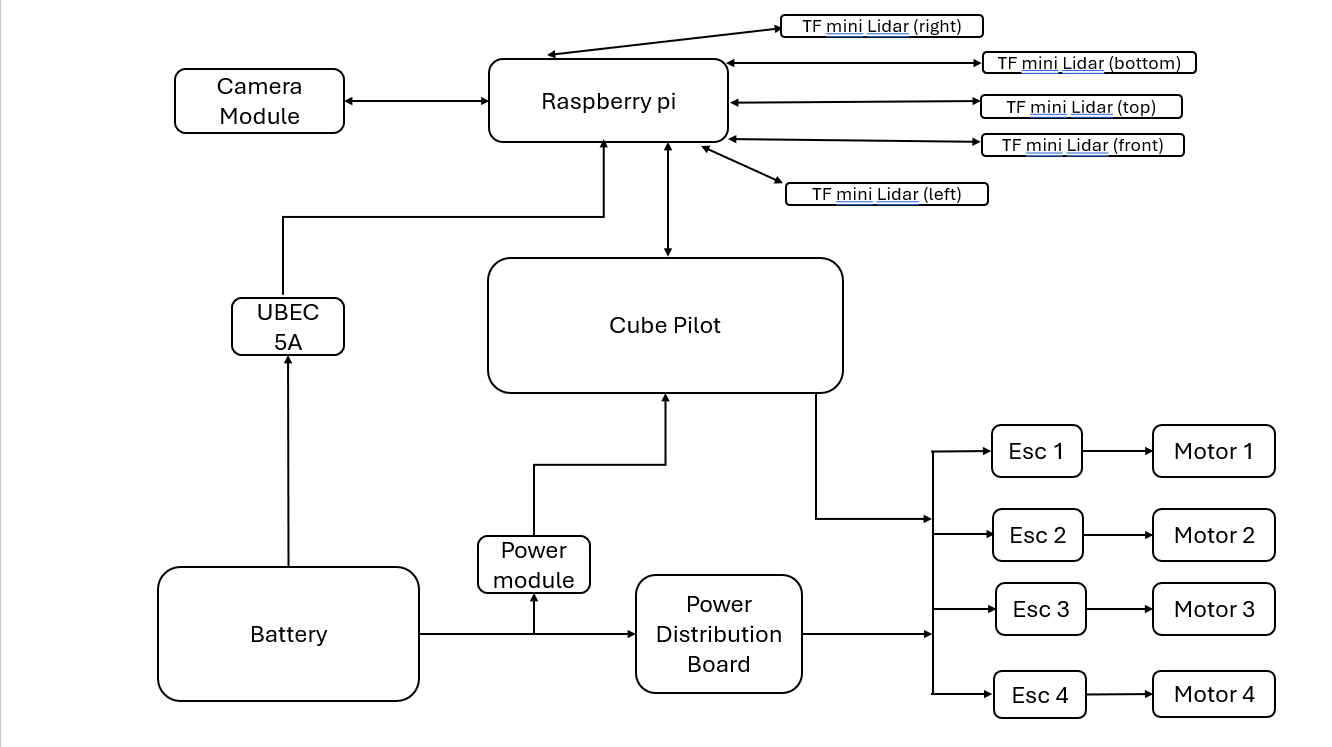 TF mini Lidar (right)
TF mini Lidar (bottom)
Camera
Module
Raspberry pi
TF mini Lidar (top)
TF mini Lidar (front)
TF mini Lidar (left)
UBEC
5A
Cube Pilot
Esc 1
Motor 1
Esc 2
Motor 2
Power
module
Esc 3
Motor 3
Battery
Power
Distribution
Board
Esc 4
Motor 4